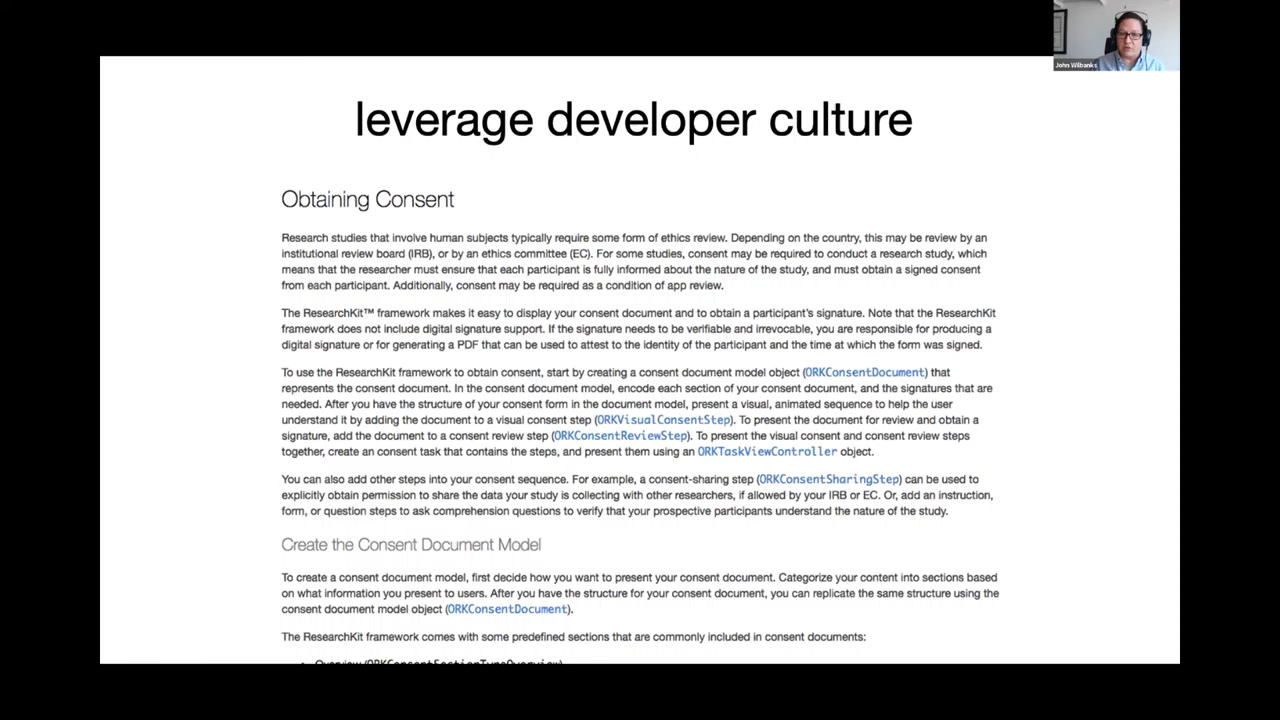 John Wilbanks
leverage developer culture
Obtaining Consent
Research studies that involve human subjects typically require some form of ethics review. Depending on the country, this may be review by an
institutional review board (IRB), or by an ethics committee (EC). For some studies, consent may be required to conduct a research study, which
means that the researcher must ensure that each participant is fully informed about the nature of the study, and must obtain a signed consent
from each participant. Additionally, consent may be required as a condition of app review.
The ResearchKit™ framework makes it easy to display your consent document and to obtain a participant's signature. Note that the ResearchKit
framework does not include digital signature support. If the signature needs to be verifiable and irrevocable, you are responsible for producing a
digital signature or for generating a PDF that can be used to attest to the identity of the participant and the time at which the form was signed.
To use the ResearchKit framework to obtain consent, start by creating a consent document model object (ORKConsentDocument) that
represents the consent document. In the consent document model, encode each section of your consent document, and the signatures that are
needed. After you have the structure of your consent form in the document model, present a visual, animated sequence to help the user
understand it by adding the document to a visual consent step (ORKVisualConsentStep). To present the document for review and obtain a
signature, add the document to a consent review step (ORKConsentReviewStep). To present the visual consent and consent review steps
together, create an consent task that contains the steps, and present them using an ORKTaskViewController object.
You can also add other steps into your consent sequence. For example, a consent-sharing step (ORKConsentSharingStep) can be used to
explicitly obtain permission to share the data your study is collecting with other researchers, if allowed by your IRB or EC. Or, add an instruction,
form, or question steps to ask comprehension questions to verify that your prospective participants understand the nature of the study.
Create the Consent Document Model
To create a consent document model, first decide how you want to present your consent document. Categorize your content into sections based
on what information you present to users. After you have the structure for your consent document, you can replicate the same structure using the
consent document model object (ORKConsentDocument).
The ResearchKit framework comes with some predefined sections that are commonly included in consent documents:
• Overview (ORKConsentSectionTypeOverview)